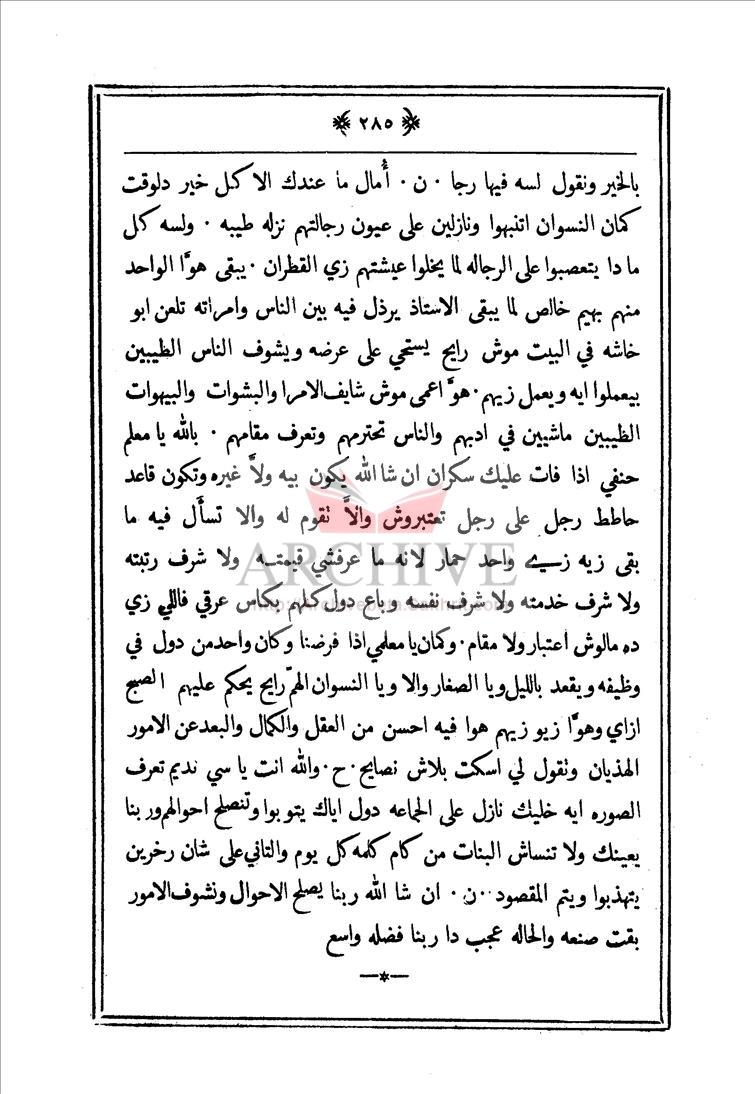 ٢٨٥
بالخير ونقول لسه فيها رجا ٠ ن ٠ أُمال ما عندك الا كل خير دلوقت
كمان النسوان اتنبهوا ونازلين على عيون رجالتهم نزله طيبه ٠ ولسه كل
ما دا يتعصبوا على الرجاله لما يخلوا عيشتهم زي القطران ٠ يبقى هوَّا الواحد
منهم بهيم خالص لما يبقى الاستاذ يرذل فيه بين الناس وامراته تلعن ابو
خاشه في البيت موش رايح يستحي على عرضه ويشوف الناس الطيبين
بيعملوا ايه ويعمل زيهم ٠ هوَّا اعمى موش شايف الامرا والبشوات والبيهوات
الطيبين ماشيين في ادبهم والناس تحترمهم وتعرف مقامهم ٠ بالله يا معلم
حنفي اذا فات عليك سكران ان شا الله يكون بيه ولاَّ غيره وتكون قاعد
حاطط رجل على رجل تعتبروش والاَّ تقوم له والا تسأَل فيه ما
بقى زيه زي واحد حمار لانه ما عرفشي قيمته ولا شرف رتبته
ولا شرف خدمته ولا شرف نفسه وباع دول كلهم بكاس عرقي فاللي زي
ده مالوش اعتبار ولا مقام ٠ وكمان يا معلمي اذا فرضنا وكان واحد من دول في
وظيفه ويقعد بالليل ويا الصغار والا ويا النسوان الهمّ رايح يحكم عليهم الصبح
ازاي وهوَّا زيو زيهم هوا فيه احسن من العقل والكمال والبعد عن الامور
الهذيان ونقول لي اسكت بلاش نصايح ٠ ح ٠ والله انت يا سي نديم تعرف
الصوره ايه خليك نازل على الجماعه دول اياك يتوبوا وتنصلح احوالهم وربنا
يعينك ولا تنساش البنات من كام كلمه كل يوم والتاني على شان رخرين
يتهذبوا ويتم المقصود ٠٠ ن ٠ ان شا الله ربنا يصلح الاحوال ونشوف الامور
بقت صنعه والحاله عجب دا ربنا فضله واسع
ARCHIVE